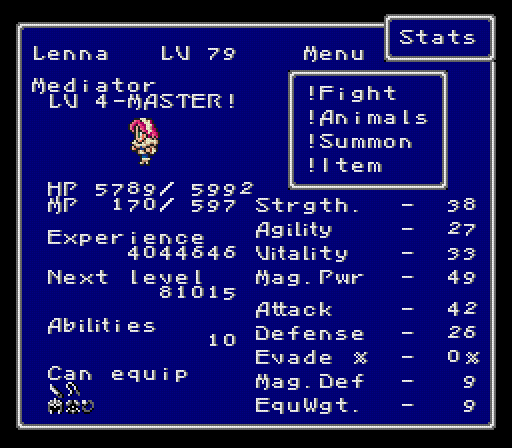 Stats
Lenna LV 79 Menu
Mediator
LV 4-MASTER!
!Fight
!Animals
!Summon
!Item
HP 5789/ 5992
MP 170/ 597
Strgth. - 38
Agility - 27
Vitality - 33
Mag.Pwr - 49
Experience
4044646
Next level
81015
Attack - 42
Defense - 26
Evade % - 0%
Mag.Def - 9
EquWgt. - 9
Abilities
10
Can equip